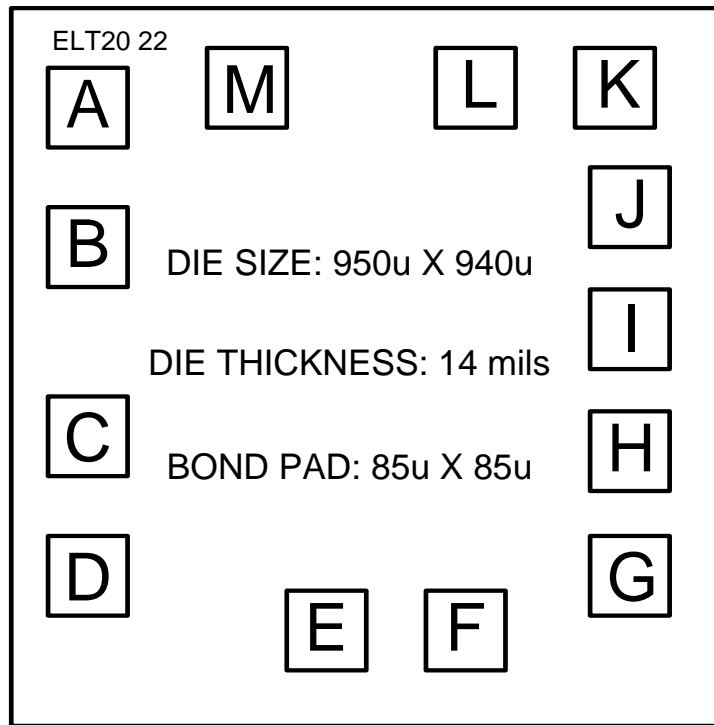 ELT20 22
A
M
L
K
J
B
DIE SIZE: 950u X 940u
I
DIE THICKNESS: 14 mils
C
H
BOND PAD: 85u X 85u
D
G
E
F